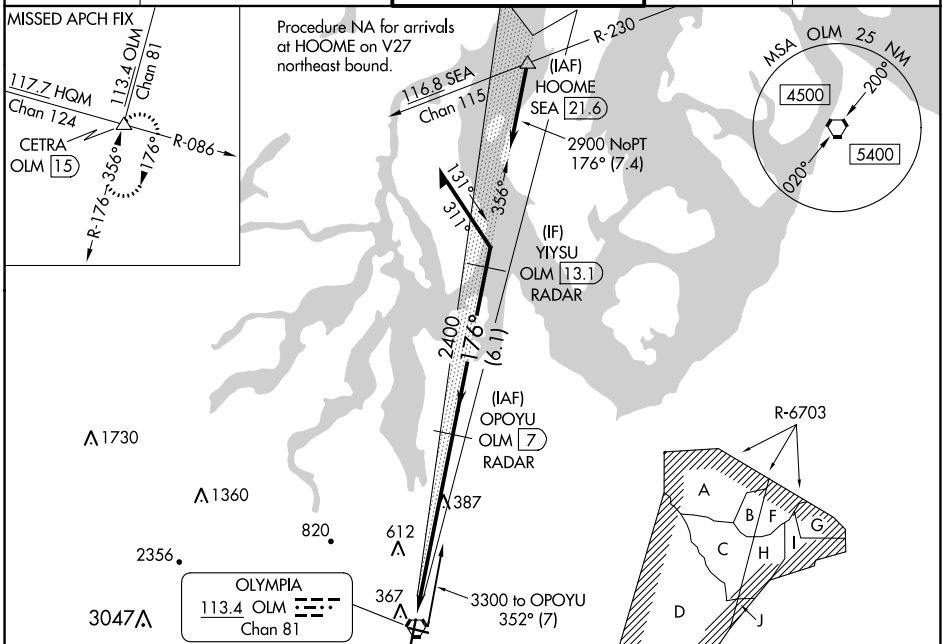 MISSED APCH FIX
113.4 OLM
Chan 81
117.7 HQM
Chan 124
CETRA
OLM 15
R-086
356°
176°
R-176
Procedure NA for arrivals
at HOOME on V27
northeast bound.
R-230
116.8 SEA
Chan 115
(IAF)
HOOME
SEA 21.6
2900 NoPT
176° (7.4)
MSA OLM 25 NM
4500
200°
5400
020°
131°
311°
356°
(IF)
YIYSU
OLM 13.1
RADAR
2400
176°
(6.1)
(IAF)
OPOYU
OLM 7
RADAR
R-6703
A
B
F
G
C
H
I
D
J
1730
1360
387
820
612
2356
367
3047
OLYMPIA
113.4 OLM
Chan 81
3300 to OPOYU
352° (7)